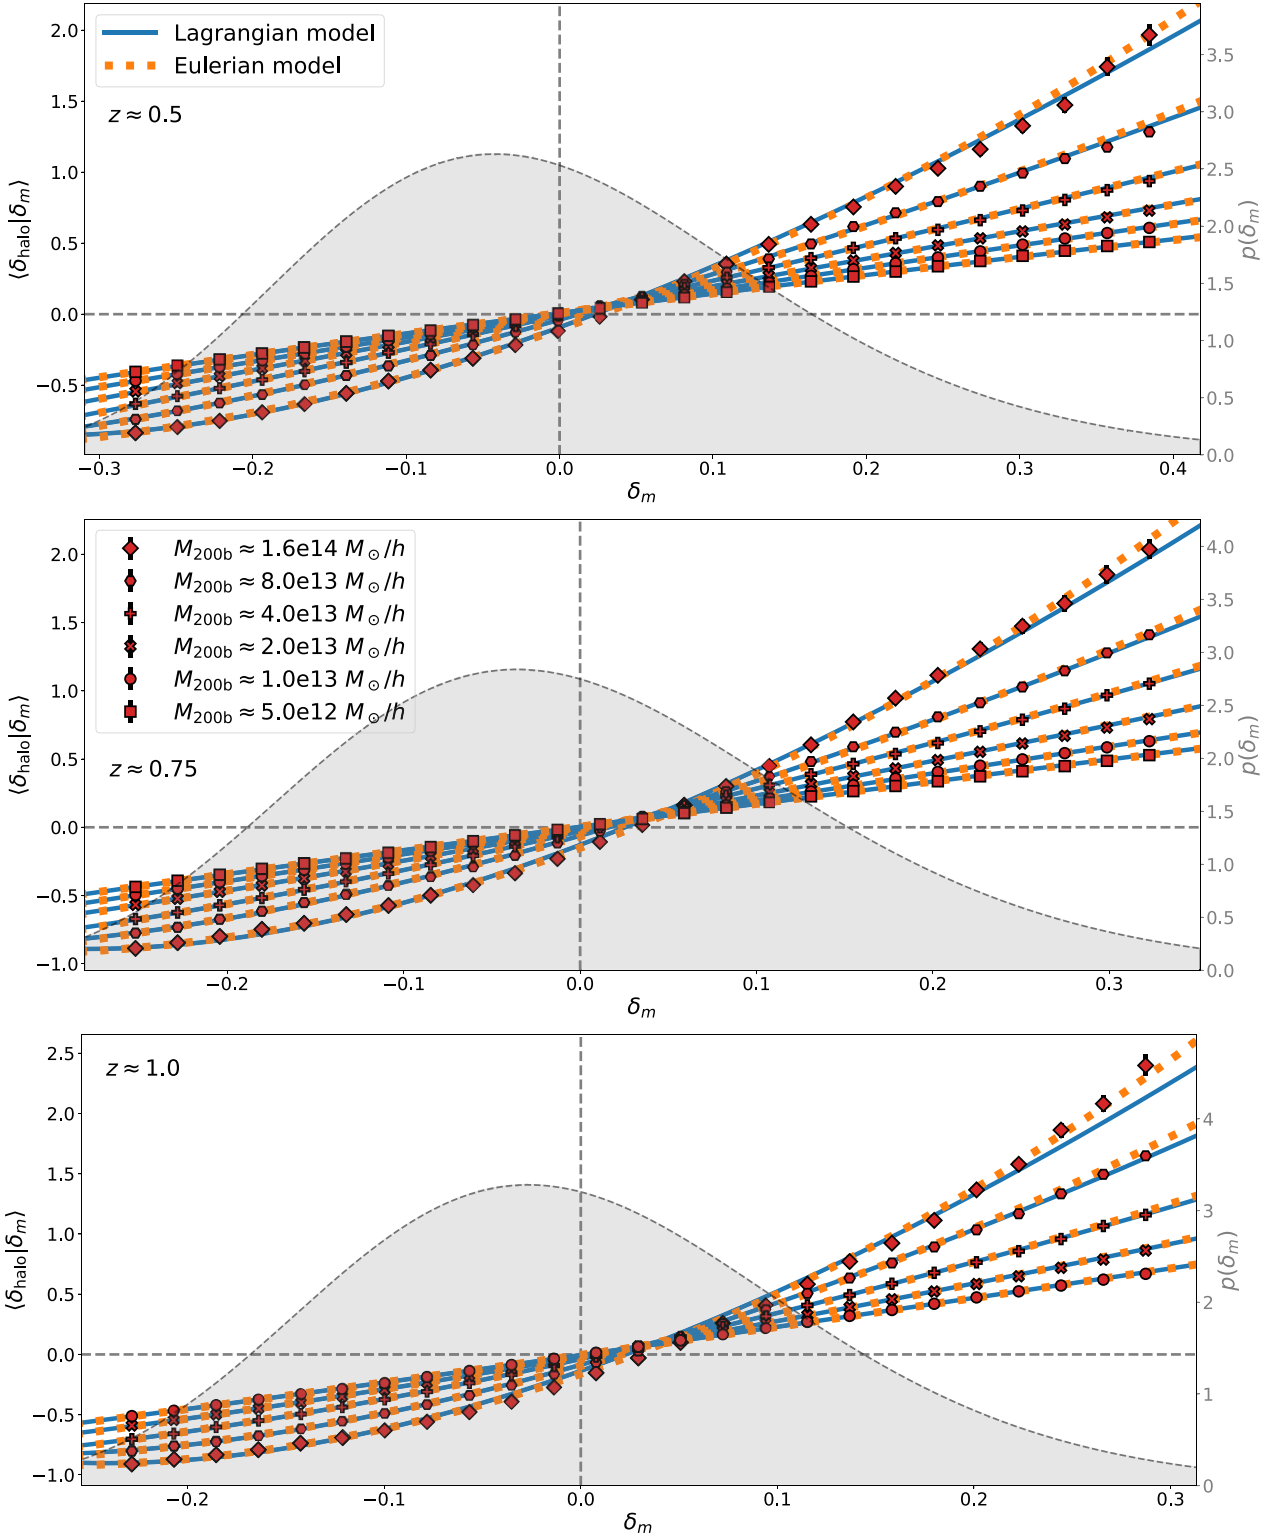 2.0
1.5
1.0
0.5
0.0
−0.5
⟨δhalo|δm⟩
Lagrangian model
Eulerian model
z ≈ 0.5
3.5
3.0
2.5
2.0
1.5
1.0
0.5
0.0
p(δm)
−0.3 −0.2 −0.1 0.0 0.1 0.2 0.3 0.4
δm
2.0
1.5
1.0
0.5
0.0
−0.5
−1.0
⟨δhalo|δm⟩
M200b ≈ 1.6e14 M⊙/h
M200b ≈ 8.0e13 M⊙/h
M200b ≈ 4.0e13 M⊙/h
M200b ≈ 2.0e13 M⊙/h
M200b ≈ 1.0e13 M⊙/h
M200b ≈ 5.0e12 M⊙/h
z ≈ 0.75
4.0
3.5
3.0
2.5
2.0
1.5
1.0
0.5
0.0
p(δm)
−0.2 −0.1 0.0 0.1 0.2 0.3
δm
2.5
2.0
1.5
1.0
0.5
0.0
−0.5
−1.0
⟨δhalo|δm⟩
z ≈ 1.0
4
3
2
1
0
p(δm)
−0.2 −0.1 0.0 0.1 0.2 0.3
δm